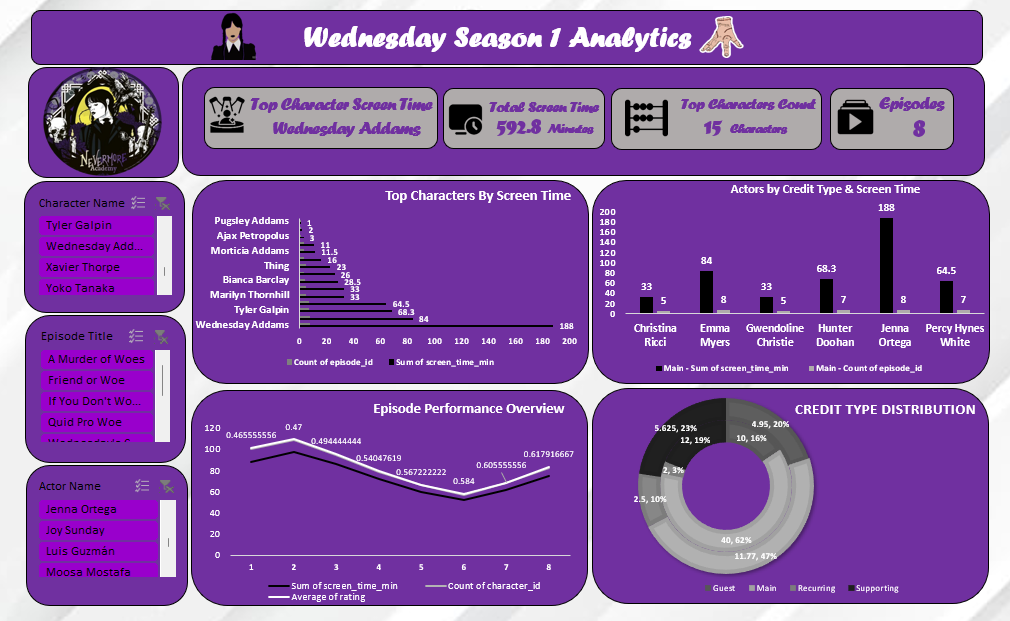 Wednesday Season 1 Analytics
NEVERMORE
Academy
Top Character Screen Time
Wednesday Addams
Total Screen Time
592.8 Minutes
Top Characters Count
15 Characters
Episodes
8
Character Name
Tyler Galpin
Wednesday Add...
Xavier Thorpe
Yoko Tanaka
Episode Title
A Murder of Woes
Friend or Woe
If You Don't Wo...
Quid Pro Woe
Actor Name
Jenna Ortega
Joy Sunday
Luis Guzmán
Moosa Mostafa
Top Characters By Screen Time
Pugsley Addams
1
2
Ajax Petropolus
3
11
Morticia Addams
11.5
16
Thing
23
26
Bianca Barclay
28.5
33
Marilyn Thornhill
33
64.5
Tyler Galpin
68.3
84
Wednesday Addams
188
0 20 40 60 80 100 120 140 160 180 200
Count of episode_id Sum of screen_time_min
Actors by Credit Type & Screen Time
200
180
160
140
120
100
80
60
40
20
0
33 5 84 8 33 5 68.3 7 188 8 64.5 7
Christina Ricci
Emma Myers
Gwendoline Christie
Hunter Doohan
Jenna Ortega
Percy Hynes White
Main - Sum of screen_time_min Main - Count of episode_id
Episode Performance Overview
120
100
80
60
40
20
0
0.465555556
0.47
0.494444444
0.54047619
0.567222222
0.584
0.605555556
0.617916667
1 2 3 4 5 6 7 8
Sum of screen_time_min Count of character_id
Average of rating
CREDIT TYPE DISTRIBUTION
5.625, 23%
4.95, 20%
12, 19%
10, 16%
2, 3%
2.5, 10%
40, 62%
11.77, 47%
Guest Main Recurring Supporting